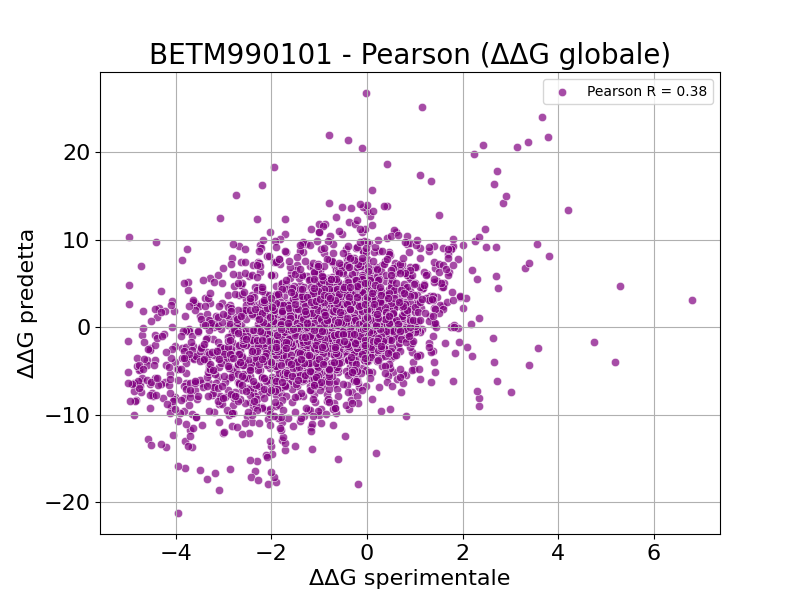 BETM990101 - Pearson (ΔΔG globale)
Pearson R = 0.38
ΔΔG predetta
20
10
0
−10
−20
−4 −2 0 2 4 6
ΔΔG sperimentale